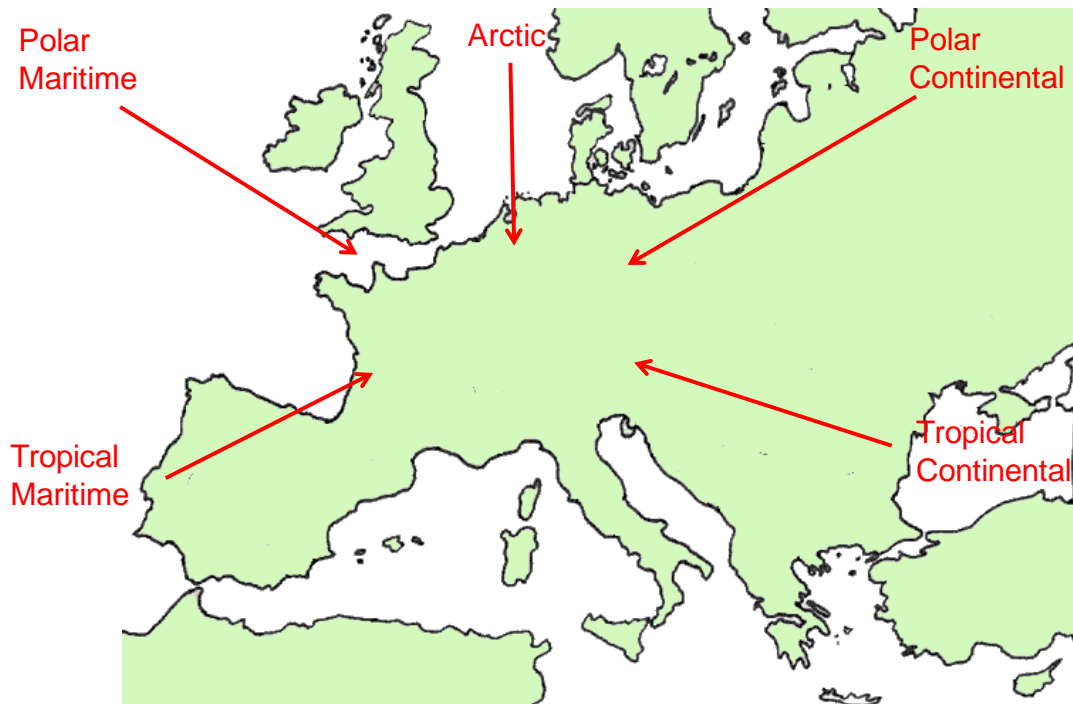 Polar
Maritime
Arctic
Polar
Continental
Tropical
Maritime
Tropical
Continental